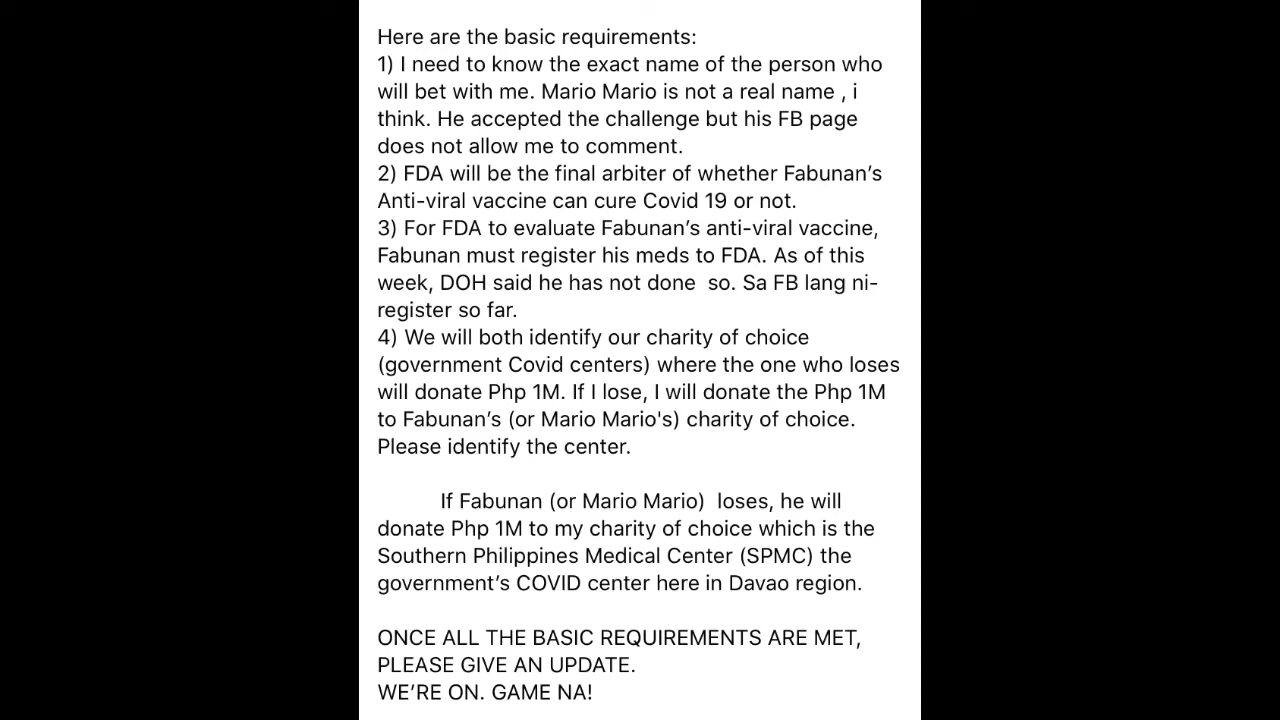 Here are the basic requirements:
1) I need to know the exact name of the person who
will bet with me. Mario Mario is not a real name , i
think. He accepted the challenge but his FB page
does not allow me to comment.
2) FDA will be the final arbiter of whether Fabunan’s
Anti-viral vaccine can cure Covid 19 or not.
3) For FDA to evaluate Fabunan’s anti-viral vaccine,
Fabunan must register his meds to FDA. As of this
week, DOH said he has not done  so. Sa FB lang ni-
register so far.
4) We will both identify our charity of choice
(government Covid centers) where the one who loses
will donate Php 1M. If I lose, I will donate the Php 1M
to Fabunan’s (or Mario Mario's) charity of choice.
Please identify the center.
If Fabunan (or Mario Mario)  loses, he will
donate Php 1M to my charity of choice which is the
Southern Philippines Medical Center (SPMC) the
government’s COVID center here in Davao region.
ONCE ALL THE BASIC REQUIREMENTS ARE MET,
PLEASE GIVE AN UPDATE.
WE’RE ON. GAME NA!